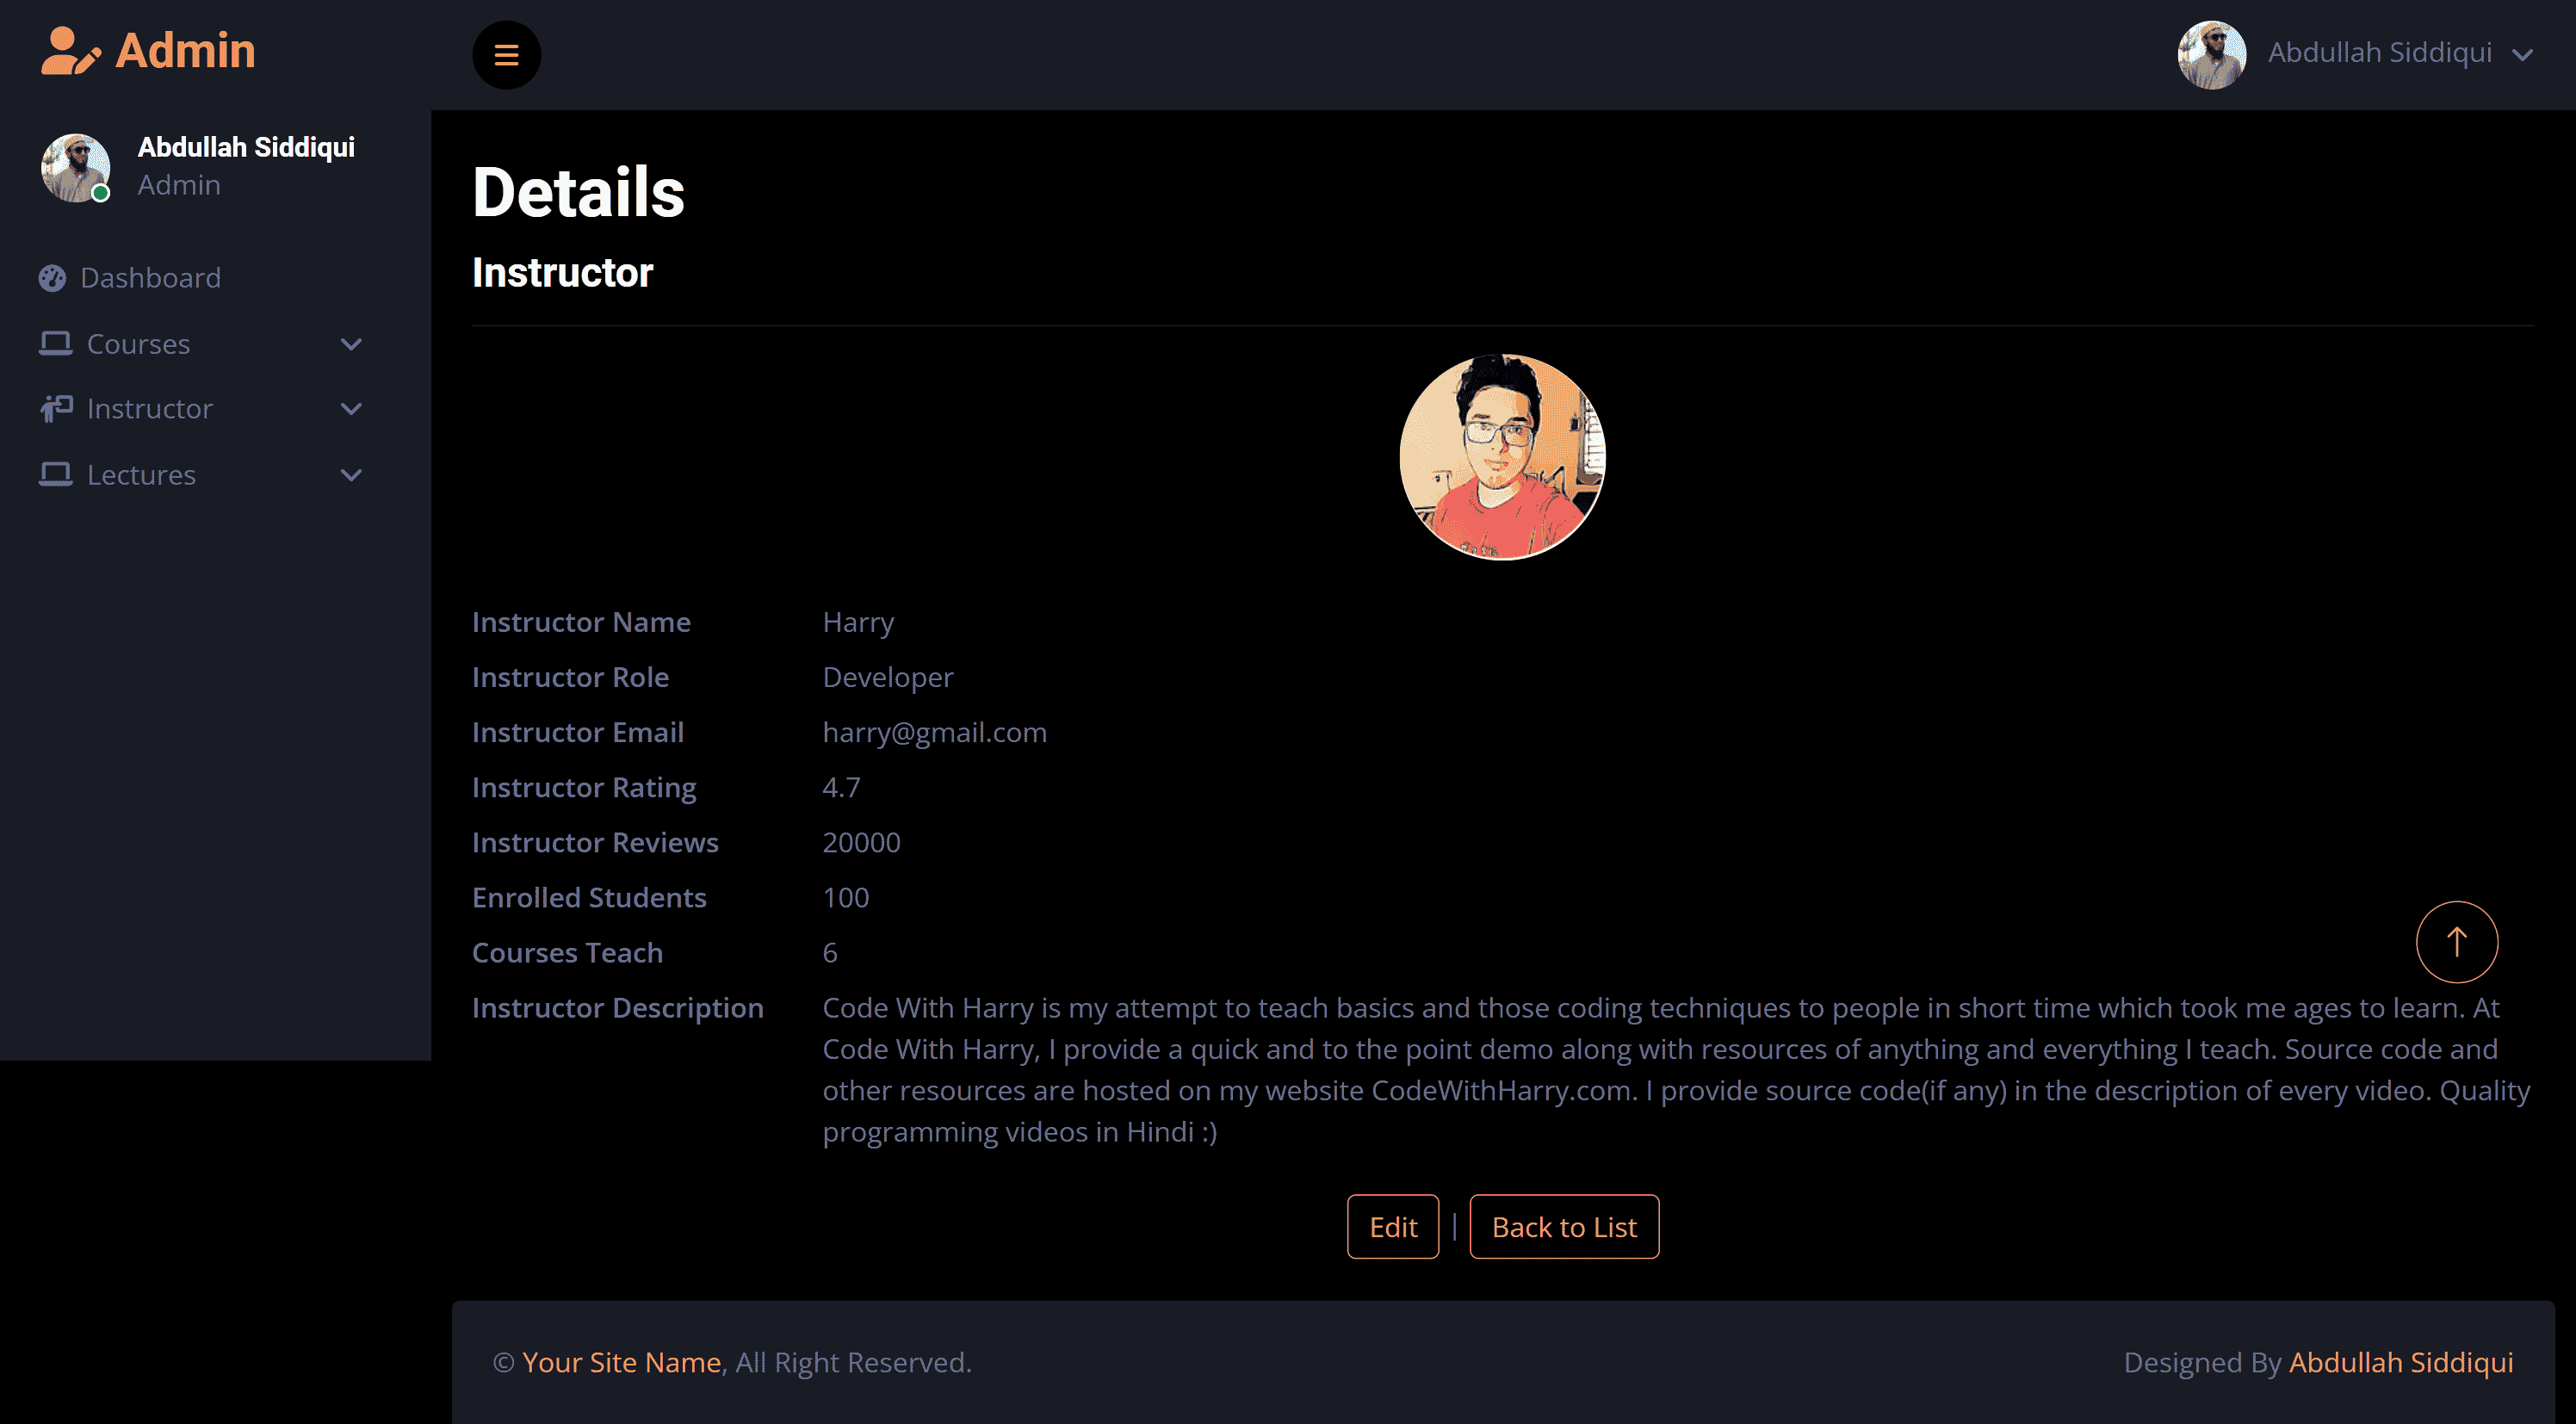 Admin
Abdullah Siddiqui
Abdullah Siddiqui
Admin
Dashboard
Courses
Instructor
Lectures
Details
Instructor
Instructor Name Harry
Instructor Role Developer
Instructor Email harry@gmail.com
Instructor Rating 4.7
Instructor Reviews 20000
Enrolled Students 100
Courses Teach 6
Instructor Description Code With Harry is my attempt to teach basics and those coding techniques to people in short time which took me ages to learn. At
Code With Harry, I provide a quick and to the point demo along with resources of anything and everything I teach. Source code and
other resources are hosted on my website CodeWithHarry.com. I provide source code(if any) in the description of every video. Quality
programming videos in Hindi :)
Edit | Back to List
© Your Site Name, All Right Reserved.
Designed By Abdullah Siddiqui